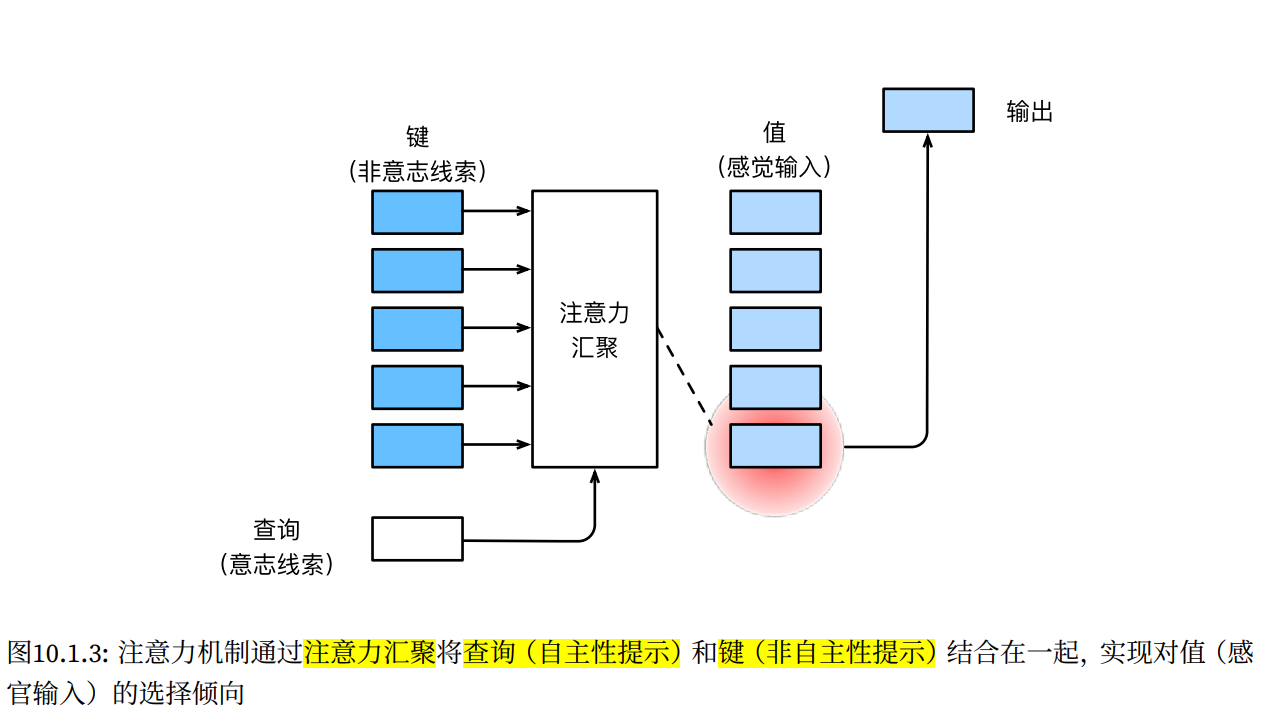 输出
键
（非意志线索）
值
（感觉输入）
注意力
汇聚
查询
（意志线索）
图10.1.3: 注意力机制通过注意力汇聚将查询（自主性提示）和键（非自主性提示）结合在一起，实现对值（感
官输入）的选择倾向